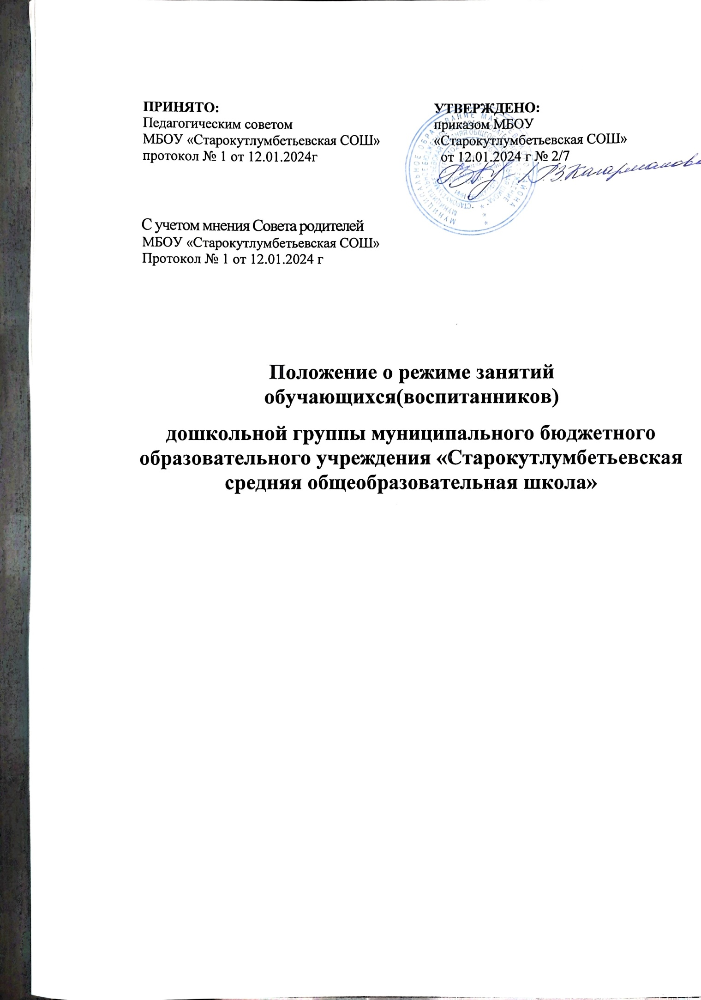 ПРИНЯТО:
Педагогическим советом
МБОУ «Старокутлумбетьевская СОШ»
протокол № 1 от 12.01.2024г
УТВЕРЖДЕНО:
приказом МБОУ
«Старокутлумбетьевская СОШ»
от 12.01.2024 г № 2/7
С учетом мнения Совета родителей
МБОУ «Старокутлумбетьевская СОШ»
Протокол № 1 от 12.01.2024 г
Положение о режиме занятий
обучающихся(воспитанников)
дошкольной группы муниципального бюджетного
образовательного учреждения «Старокутлумбетьевская
средняя общеобразовательная школа»